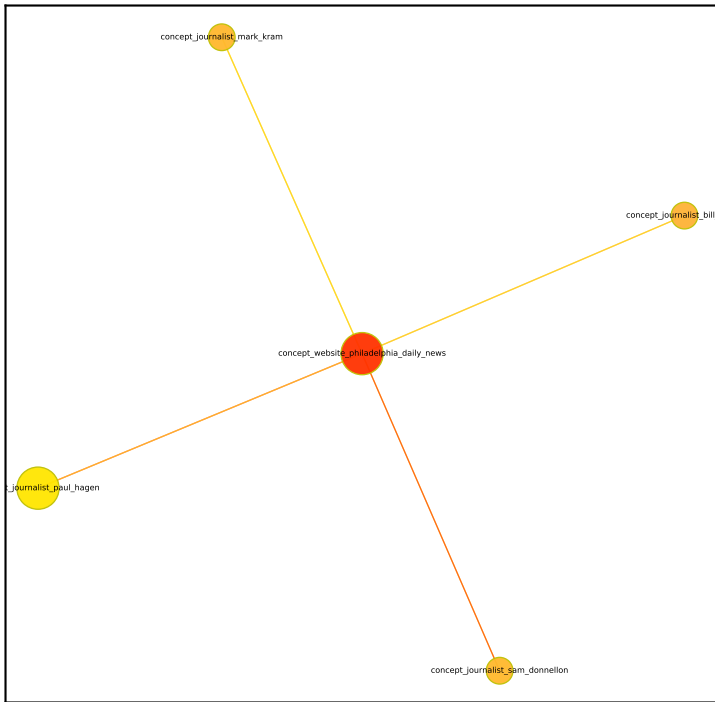 concept_journalist_mark_kram
concept_journalist_bill
concept_website_philadelphia_daily_news
t_journalist_paul_hagen
concept_journalist_sam_donnellon